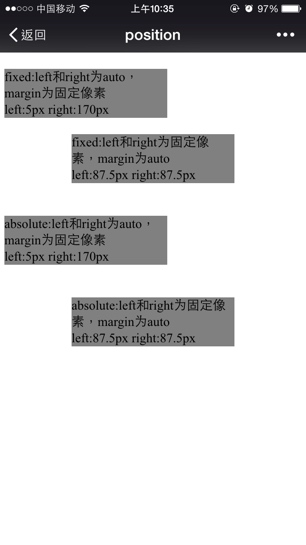 中国移动 上午10:35 97%
返回 position
fixed:left和right为auto，
margin为固定像素
left:5px right:170px
fixed:left和right为固定像
素，margin为auto
left:87.5px right:87.5px
absolute:left和right为auto，
margin为固定像素
left:5px right:170px
absolute:left和right为固定像
素，margin为auto
left:87.5px right:87.5px